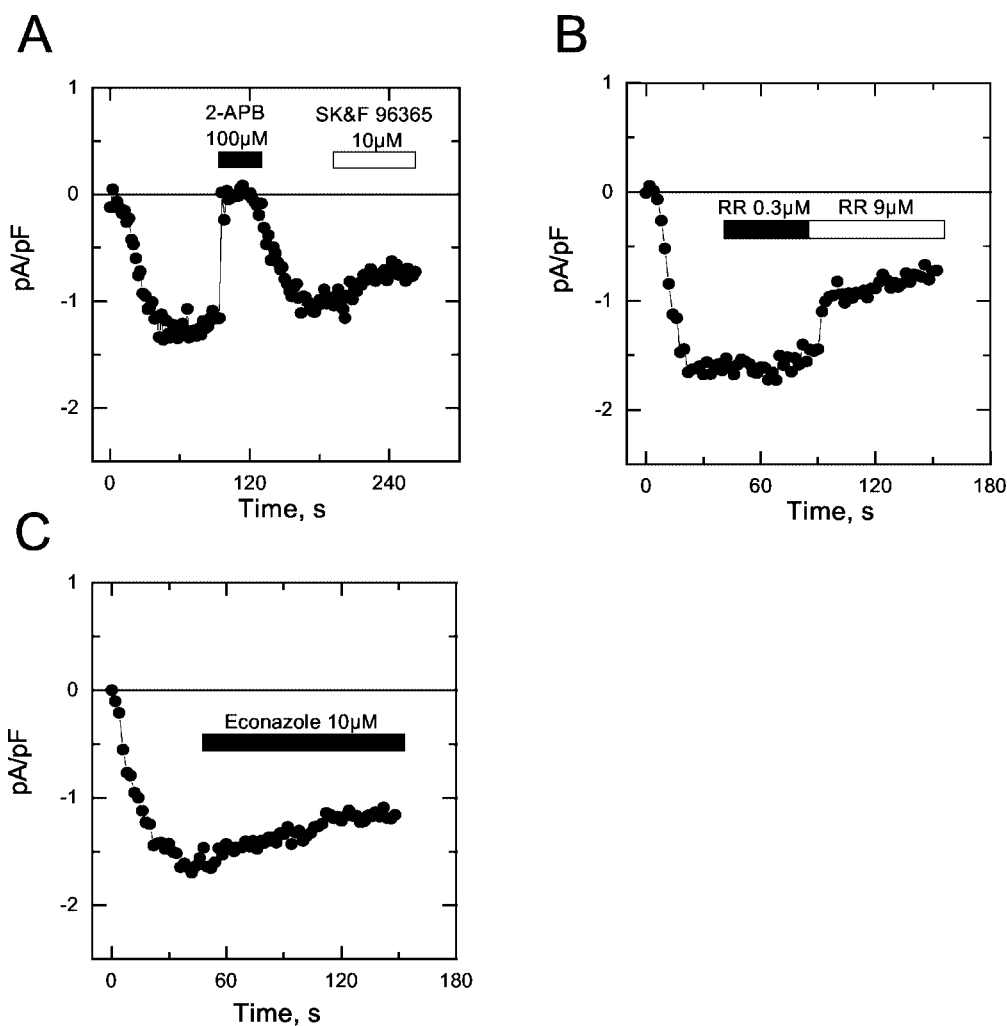 A
1
0
-1
-2
pA/pF
2-APB
100µM
SK&F 96365
10µM
0
120
240
Time, s
B
1
0
-1
-2
pA/pF
RR 0.3µM
RR 9µM
0
60
120
180
Time, s
C
1
0
-1
-2
pA/pF
Econazole 10µM
0
60
120
180
Time, s